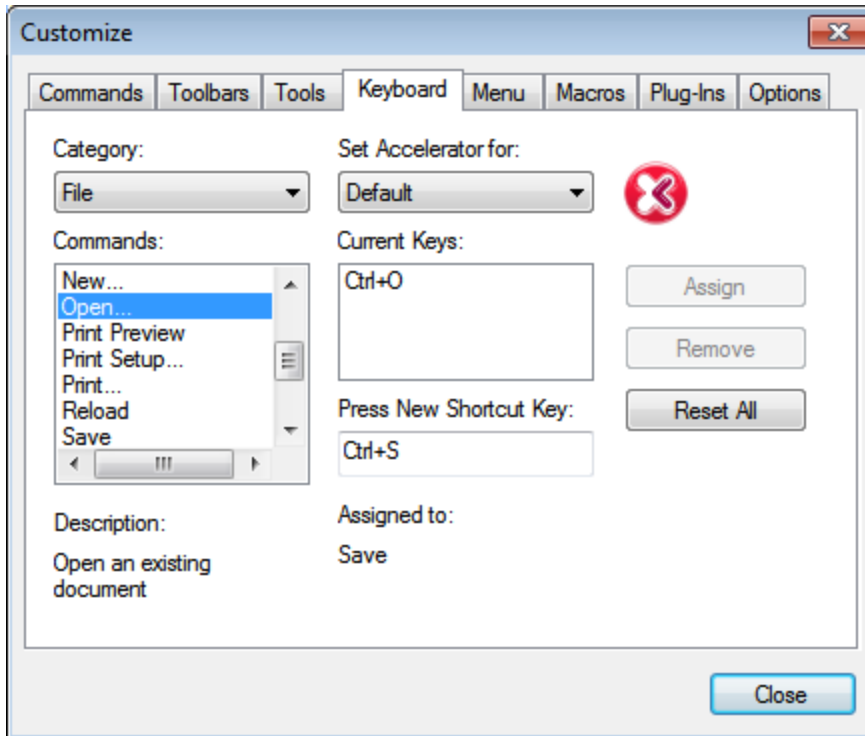 Customize
Commands Toolbars Tools Keyboard Menu Macros Plug-Ins Options
Category:
File
Commands:
New...
Open...
Print Preview
Print Setup...
Print...
Reload
Save
Description:
Open an existing
document
Set Accelerator for:
Default
Current Keys:
Ctrl+O
Press New Shortcut Key:
Ctrl+S
Assigned to:
Save
Assign
Remove
Reset All
Close